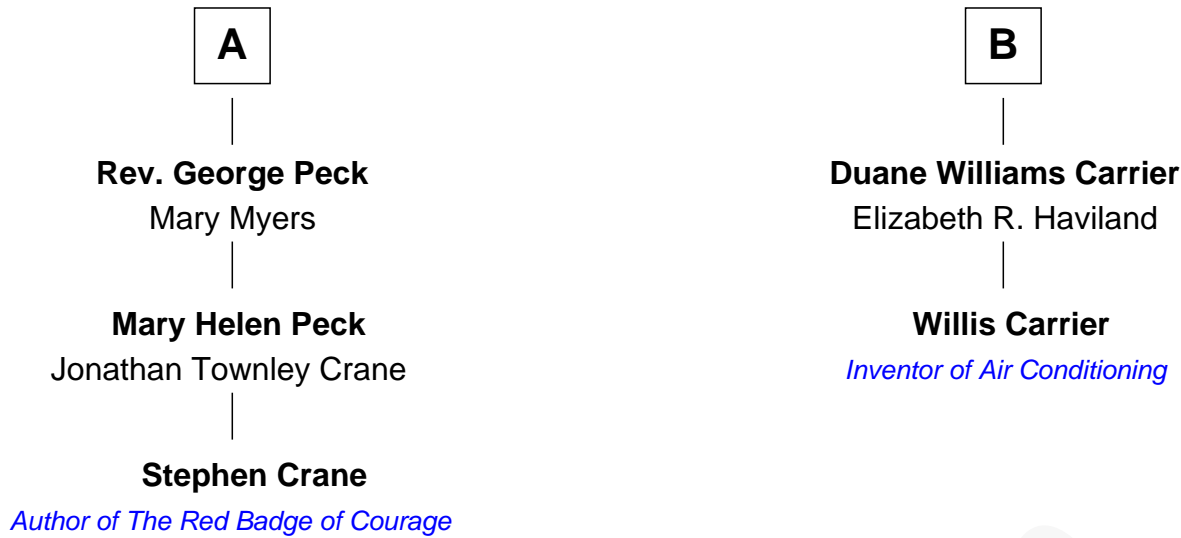 A
Rev. George Peck
Mary Myers
Mary Helen Peck
Jonathan Townley Crane
Stephen Crane
Author of The Red Badge of Courage
B
Duane Williams Carrier
Elizabeth R. Haviland
Willis Carrier
Inventor of Air Conditioning